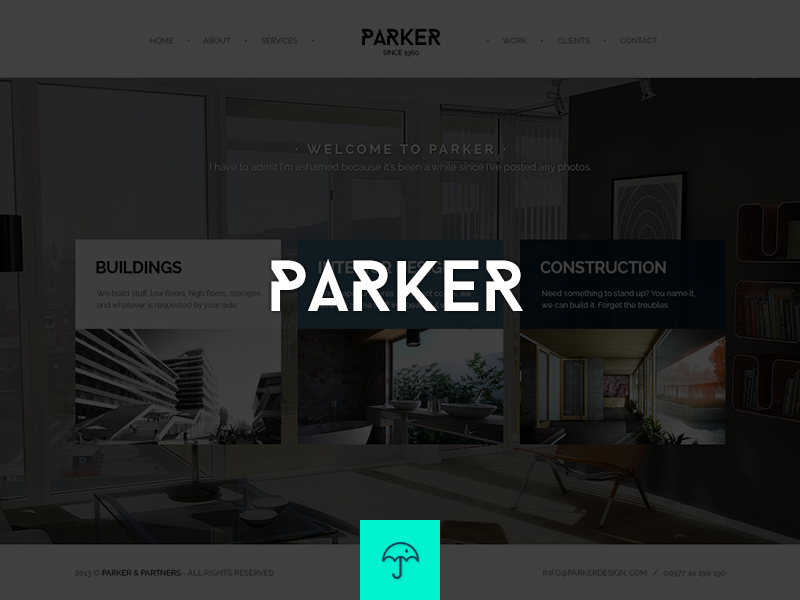 HOME • ABOUT • SERVICES •
PARKER
SINCE 1960
• WORK • CLIENTS • CONTACT
• WELCOME TO PARKER •
I have to admit I'm ashamed because it's been a while since I've posted any photos.
BUILDINGS
We build stuff, low floors, high floors, storages
and whatever is requested by your side.
CONSTRUCTION
Need something to stand up? You name it,
we can build it. Forget the troubles.
PARKER
2013 © PARKER & PARTNERS - ALL RIGHTS RESERVED
INFO@PARKERDESIGN.COM / 00377 44 190 190